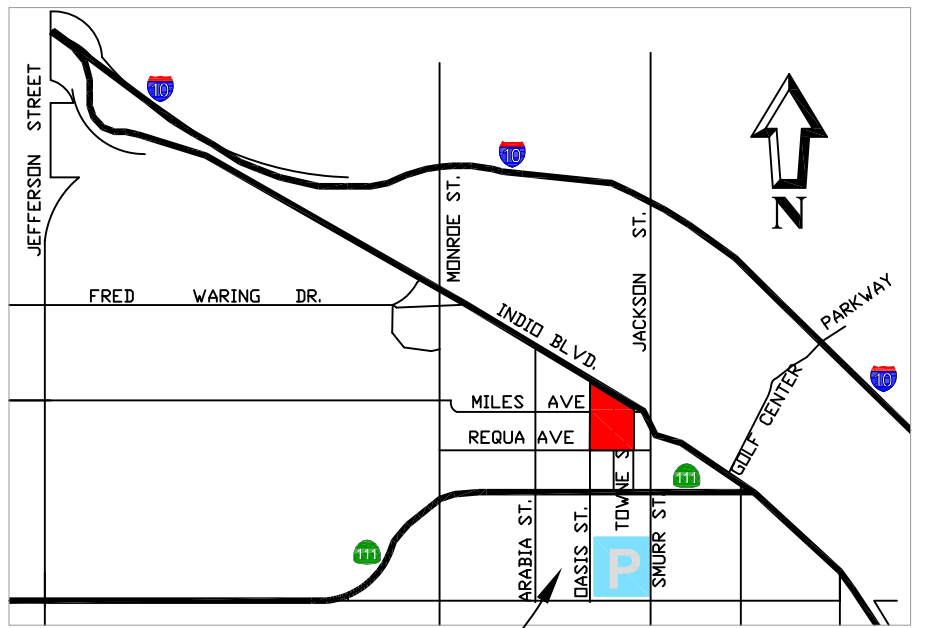 10
JEFFERSON STREET
10
MONROE ST.
JACKSON ST.
N
FRED WARING DR.
INDIO BLVD.
GOLF CENTER PARKWAY
10
MILES AVE
REQUA AVE
TOWNE S
111
111
ARABIA ST.
OASIS ST.
SMURR ST.
P